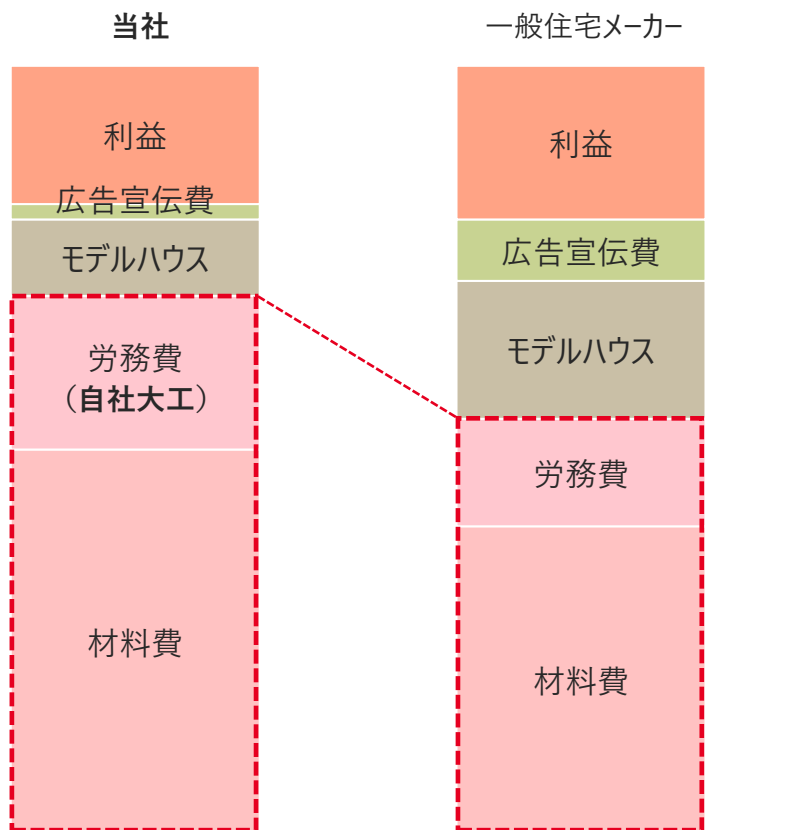 当社
利益
広告宣伝費
モデルハウス
労務費
（自社大工）
材料費
一般住宅メーカー
利益
広告宣伝費
モデルハウス
労務費
材料費